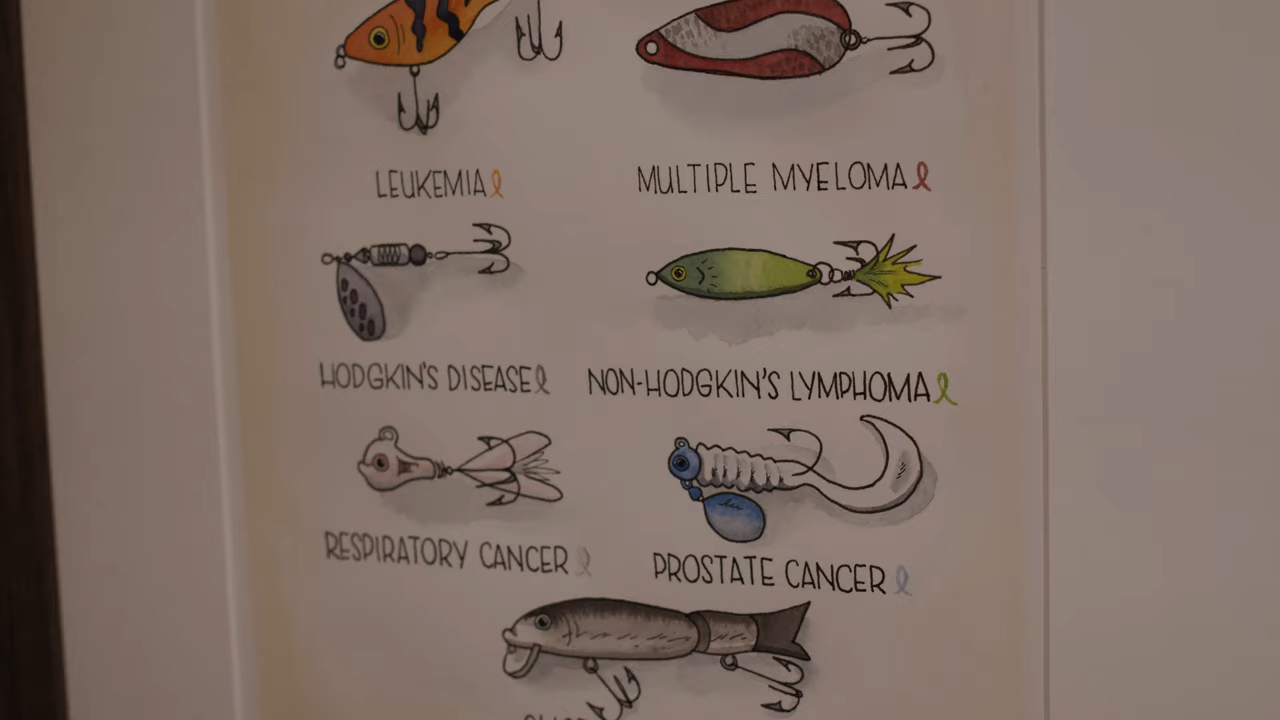 LEUKEMIA
MULTIPLE MYELOMA
HODGKIN'S DISEASE
NON-HODGKIN'S LYMPHOMA
RESPIRATORY CANCER
PROSTATE CANCER